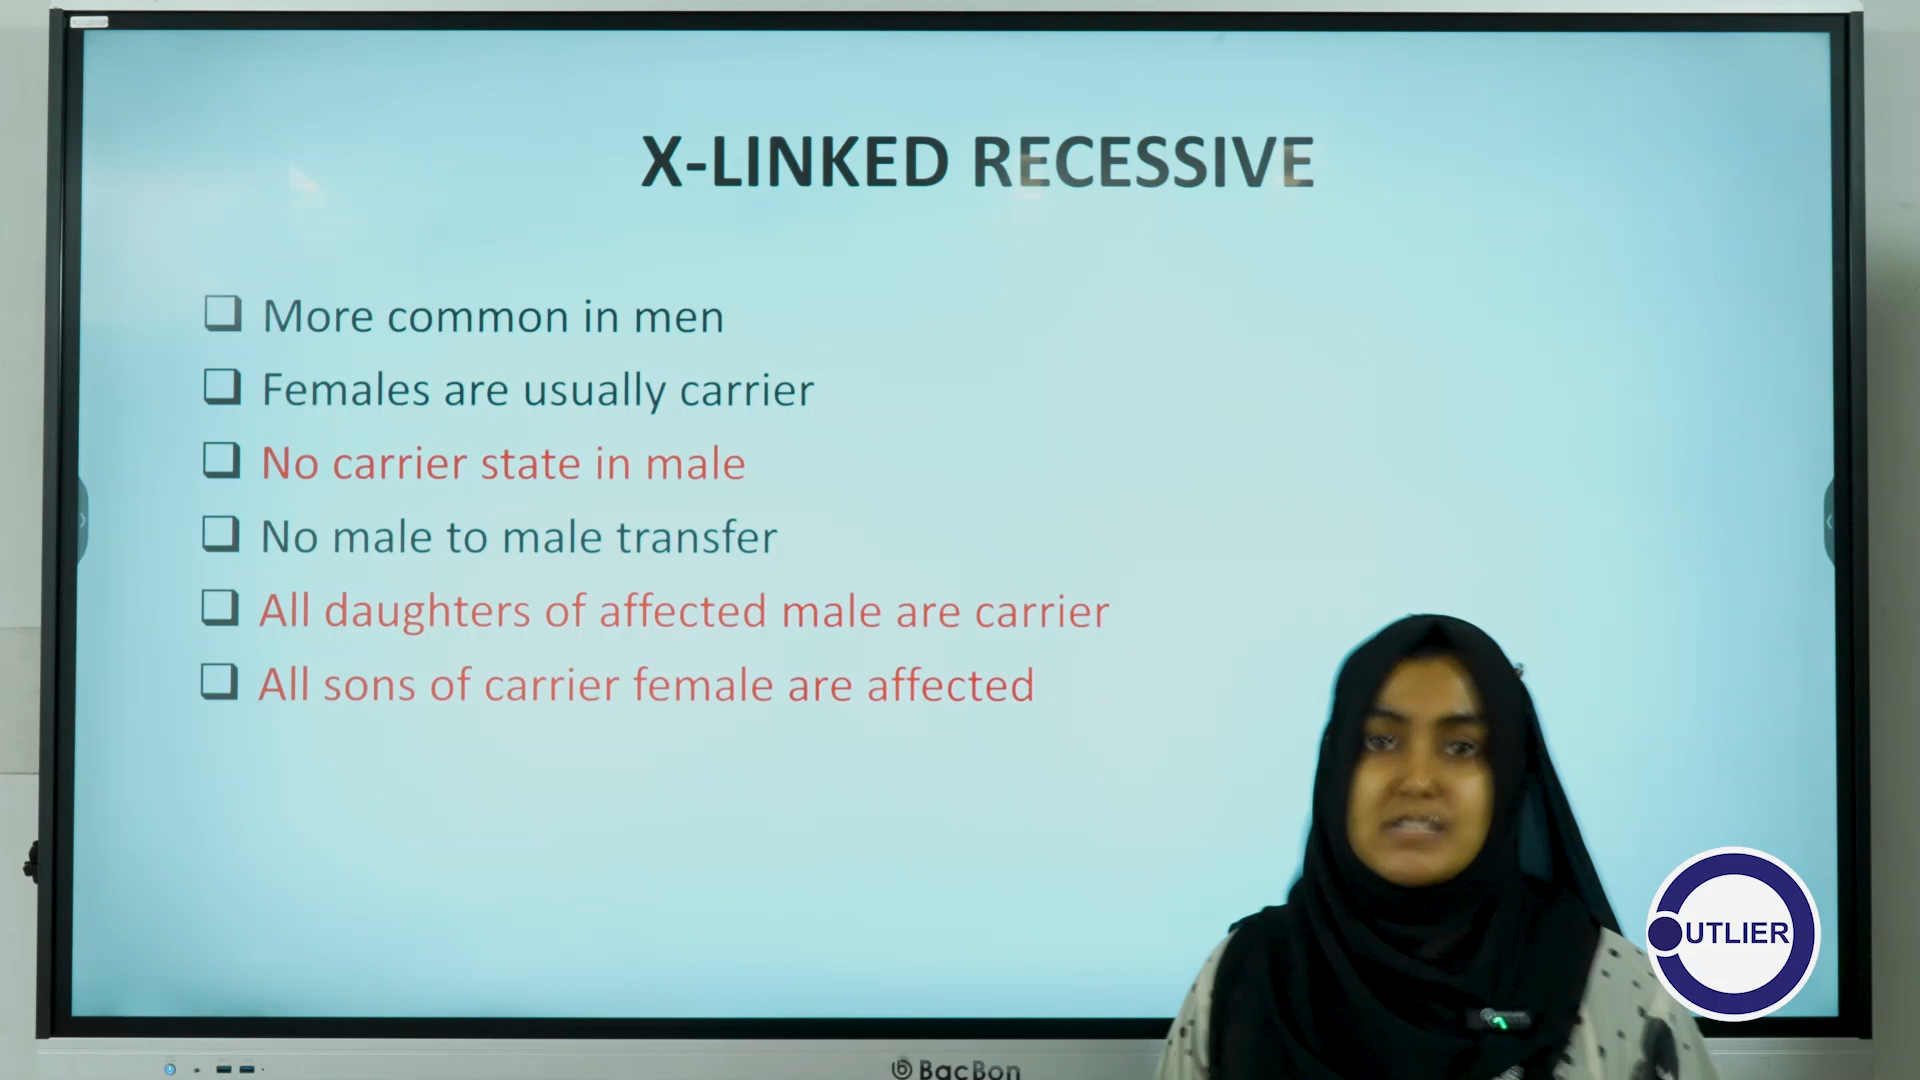 X-LINKED RECESSIVE
More common in men
Females are usually carrier
No carrier state in male
No male to male transfer
All daughters of affected male are carrier
All sons of carrier female are affected
UTLIER
BacBon